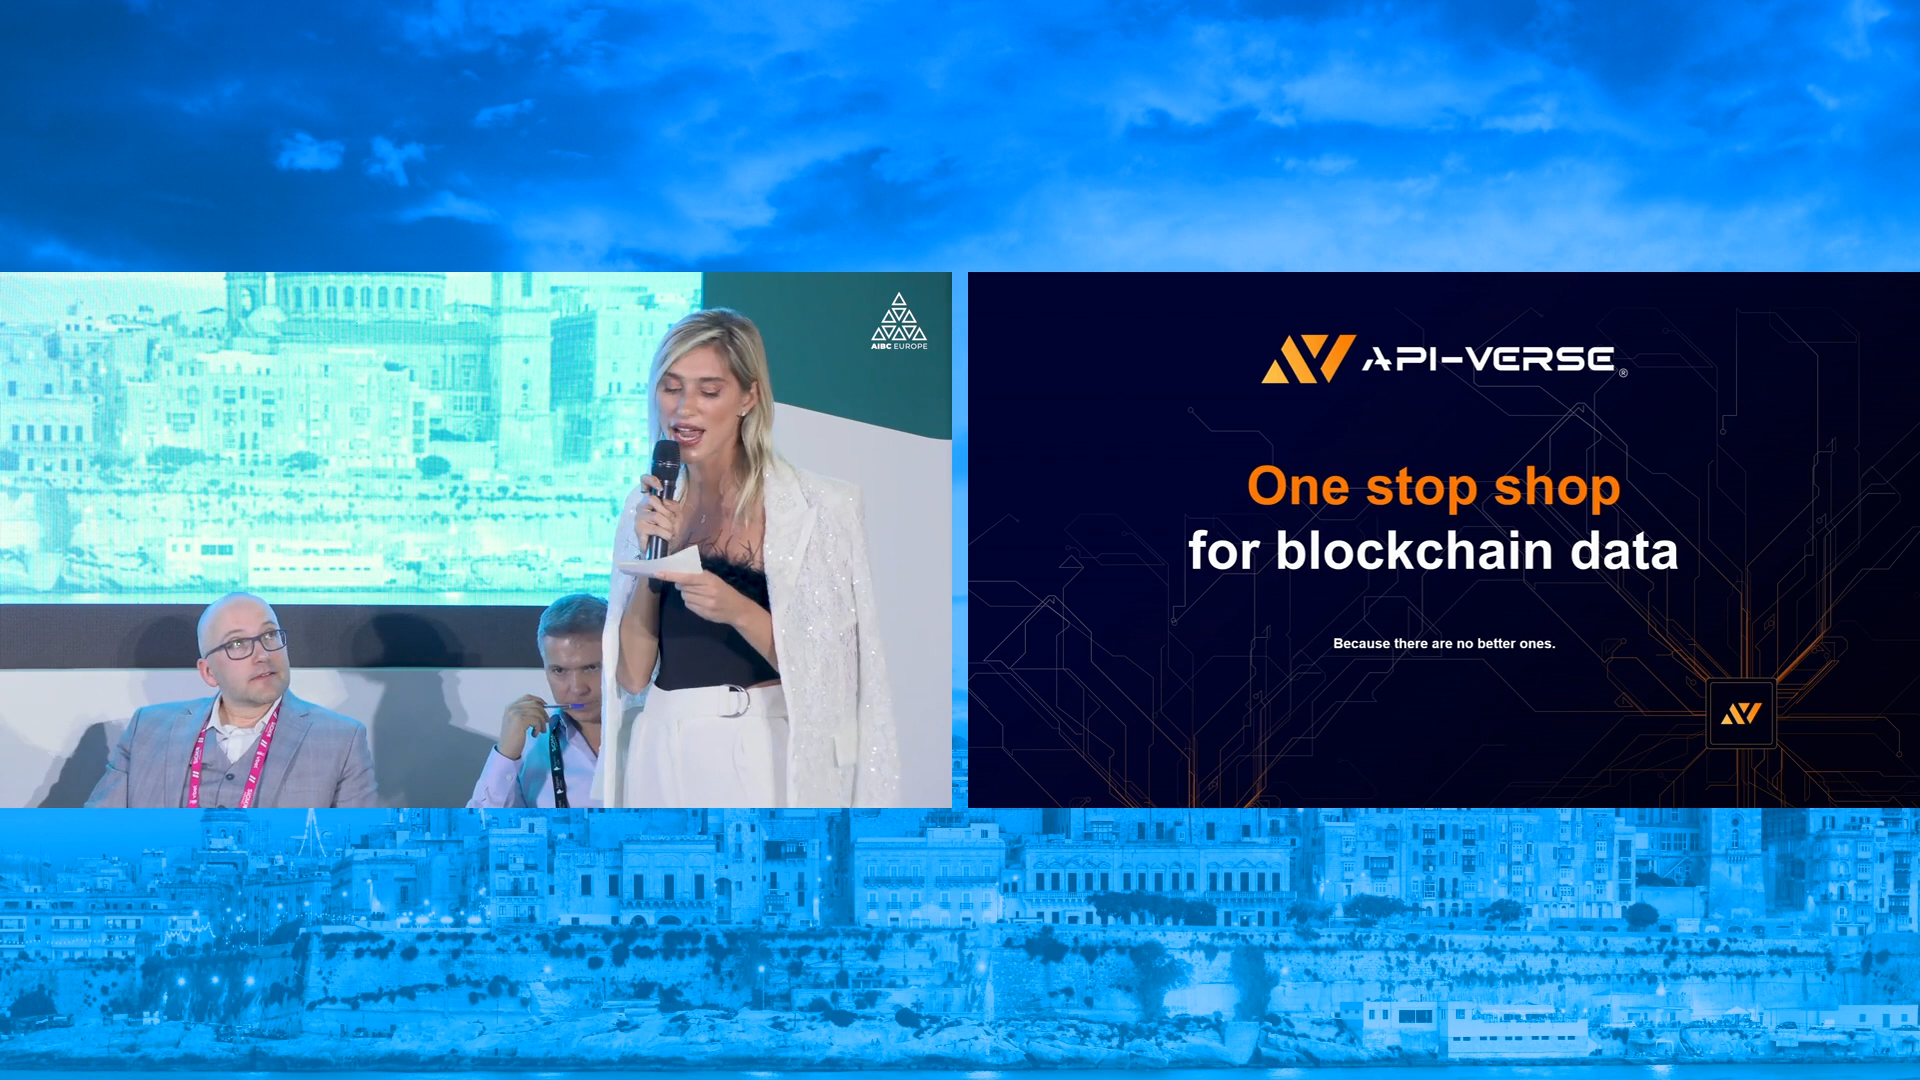 AIBC EUROPE
API-VERSE®
One stop shop
for blockchain data
Because there are no better ones.